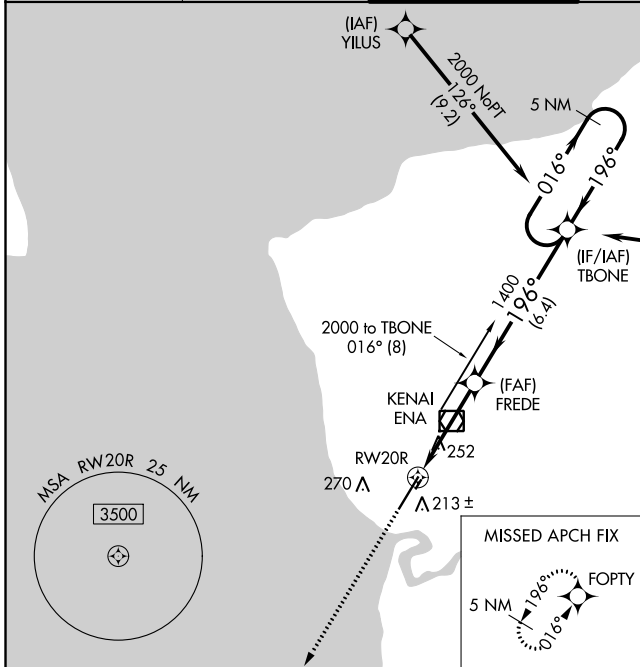 (IAF)
YILUS
2000 NoPT
126°
(9.2)
5 NM
016°
196°
(IF/IAF)
TBONE
1400
196°
(6.4)
2000 to TBONE
016° (8)
(FAF)
FREDE
KENAI
ENA
252
RW20R
270
213 ±
MSA RW20R 25 NM
3500
MISSED APCH FIX
FOPTY
5 NM
196°
016°